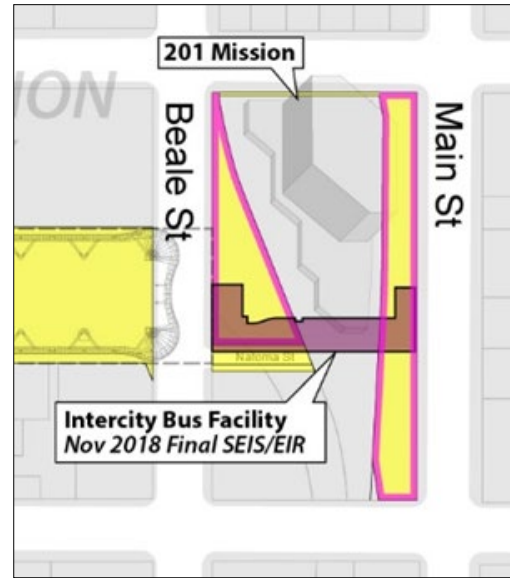 201 Mission
ION
Beale St
Main St
Natoma St
Intercity Bus Facility
Nov 2018 Final SEIS/EIR